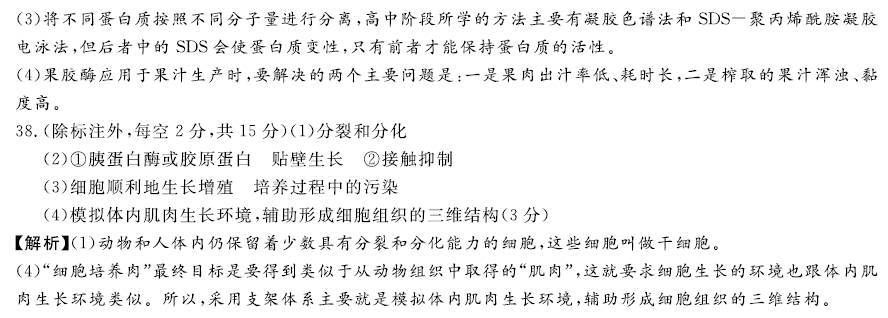 (3)将不同蛋白质按照不同分子量进行分离,高中阶段所学的方法主要有凝胶色谱法和 SDS－聚丙烯酰胺凝胶
电泳法,但后者中的 SDS 会使蛋白质变性,只有前者才能保持蛋白质的活性。
(4)果胶酶应用于果汁生产时,要解决的两个主要问题是:一是果肉出汁率低、耗时长,二是榨取的果汁浑浊、黏
度高。
38.(除标注外,每空 2 分,共 15 分)(1)分裂和分化
(2)①胰蛋白酶或胶原蛋白　贴壁生长　②接触抑制
(3)细胞顺利地生长增殖　培养过程中的污染
(4)模拟体内肌肉生长环境,辅助形成细胞组织的三维结构(3 分)
【解析】(1)动物和人体内仍保留着少数具有分裂和分化能力的细胞,这些细胞叫做干细胞。
(4)“细胞培养肉”最终目标是要得到类似于从动物组织中取得的“肌肉”,这就要求细胞生长的环境也跟体内肌
肉生长环境类似。所以,采用支架体系主要就是模拟体内肌肉生长环境,辅助形成细胞组织的三维结构。